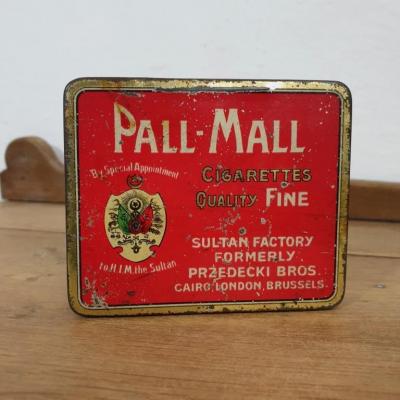 PALL-MALL
By Special Appointment
CIGARETTES
QUALITY FINE
to H.I.M. the Sultan
SULTAN FACTORY
FORMERLY
PRZEDECKI BROS.
CAIRO, LONDON, BRUSSELS.